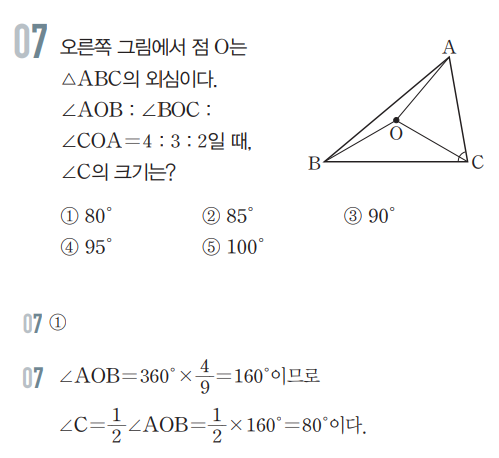 07 오른쪽 그림에서 점 O는
△ABC의 외심이다.
∠AOB : ∠BOC :
∠COA=4 : 3 : 2일 때,
∠C의 크기는?
A
O
B
C
① 80° ② 85° ③ 90°
④ 95° ⑤ 100°
07 ①
07 ∠AOB=360°×4/9=160°이므로
∠C=1/2∠AOB=1/2×160°=80°이다.